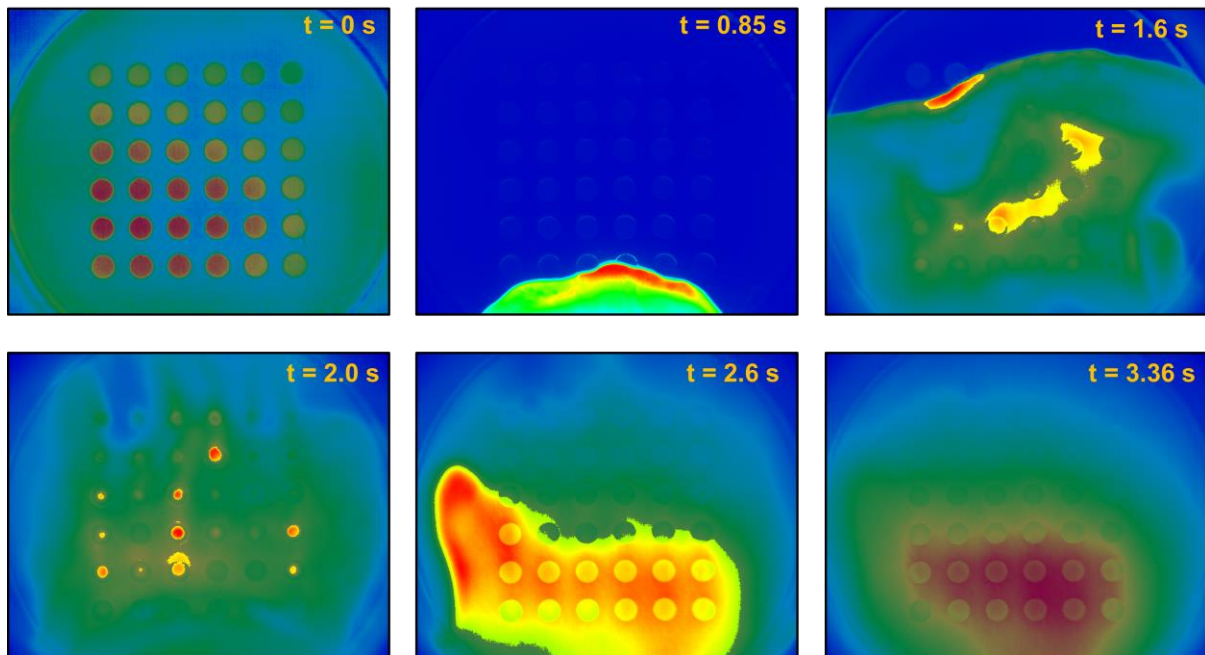 t = 0 s
t = 0.85 s
t = 1.6 s
t = 2.0 s
t = 2.6 s
t = 3.36 s